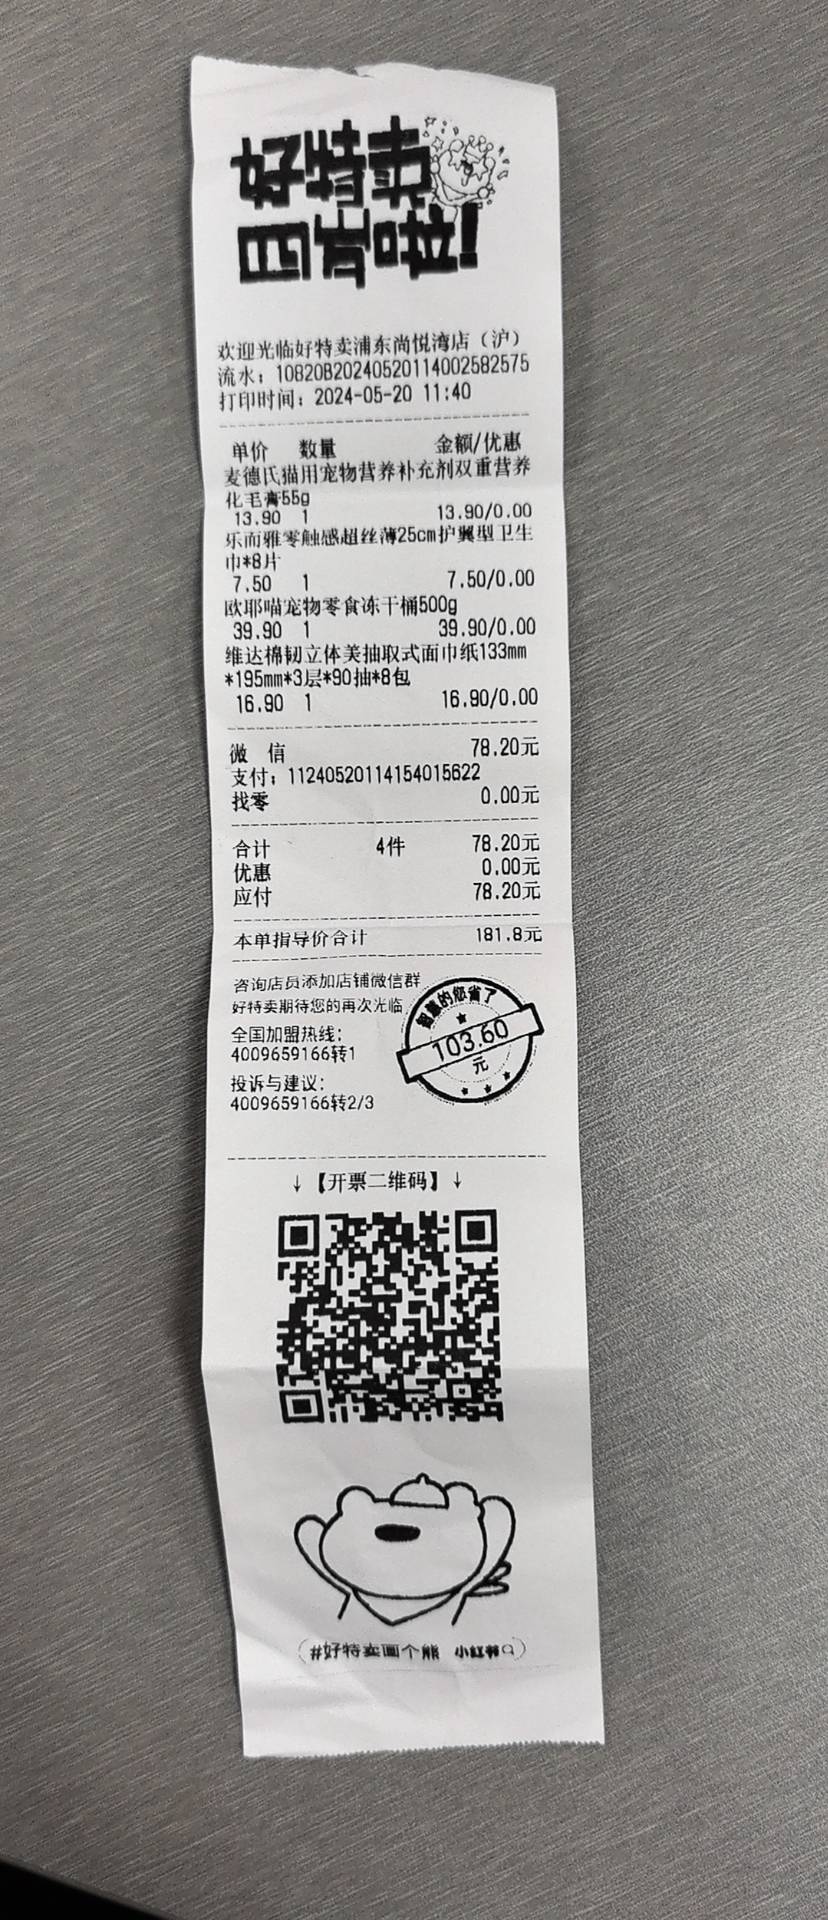 好特卖
欢迎光临好特卖浦东尚悦湾店（沪）
流水：10820B20240520114002582575
打印时间：2024-05-20 11:40
单价 数量 金额/优惠
麦德氏猫用宠物营养补充剂双重营养
化毛膏55g
13.90 1 13.90/0.00
乐而雅零触感超丝薄25cm护翼型卫生
巾*8片
7.50 1 7.50/0.00
欧耶喵宠物零食冻干桶500g
39.90 1 39.90/0.00
维达棉韧立体美抽取式面巾纸133mm
*195mm*3层*90抽*8包
16.90 1 16.90/0.00
微 信 78.20元
支付：11240520114154015622
找零 0.00元
合计 4件 78.20元
优惠 0.00元
应付 78.20元
本单指导价合计 181.8元
咨询店员添加店铺微信群
好特卖期待您的再次光临
全国加盟热线：
4009659166转1
投诉与建议：
4009659166转2/3
智慧的您省了
103.60
元
↓【开票二维码】↓
#好特卖画个熊 小红书